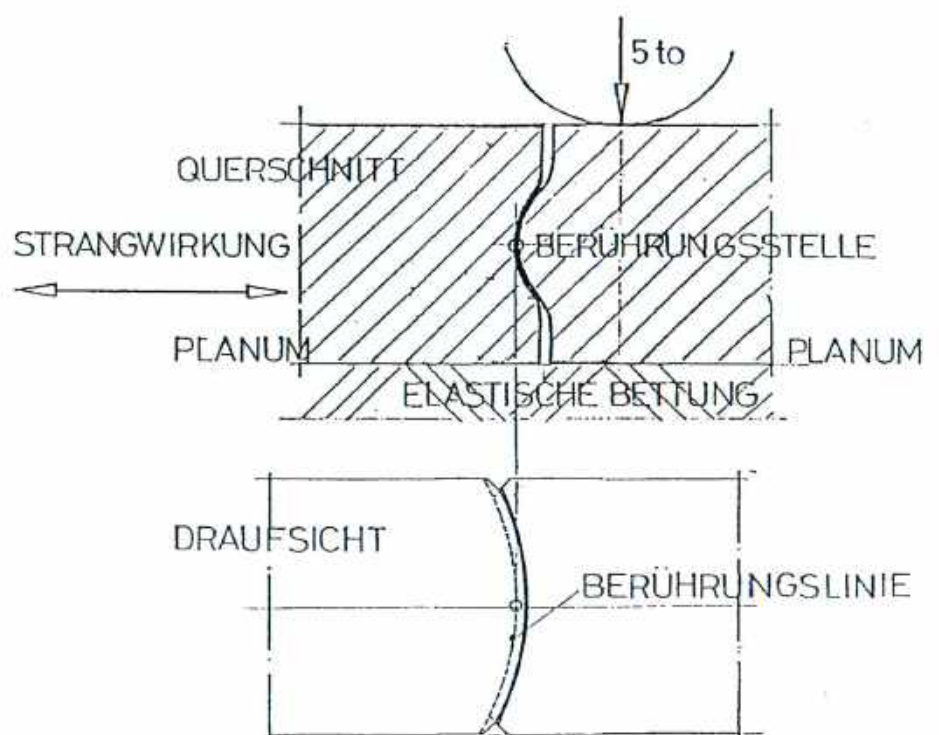 5 to
QUERSCHNITT
STRANGWIRKUNG
BERÜHRUNGSSTELLE
PLANUM
PLANUM
ELASTISCHE BETTUNG
DRAUFSICHT
BERÜHRUNGSLINIE